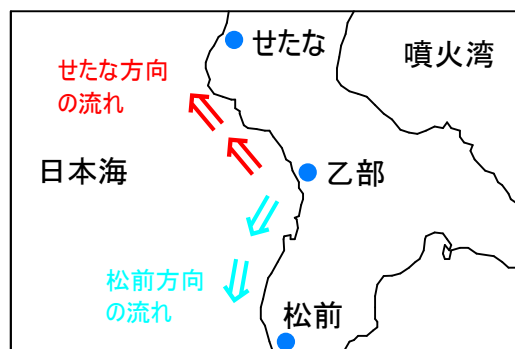 せたな
噴火湾
せたな方向
の流れ
日本海
乙部
松前方向
の流れ
松前